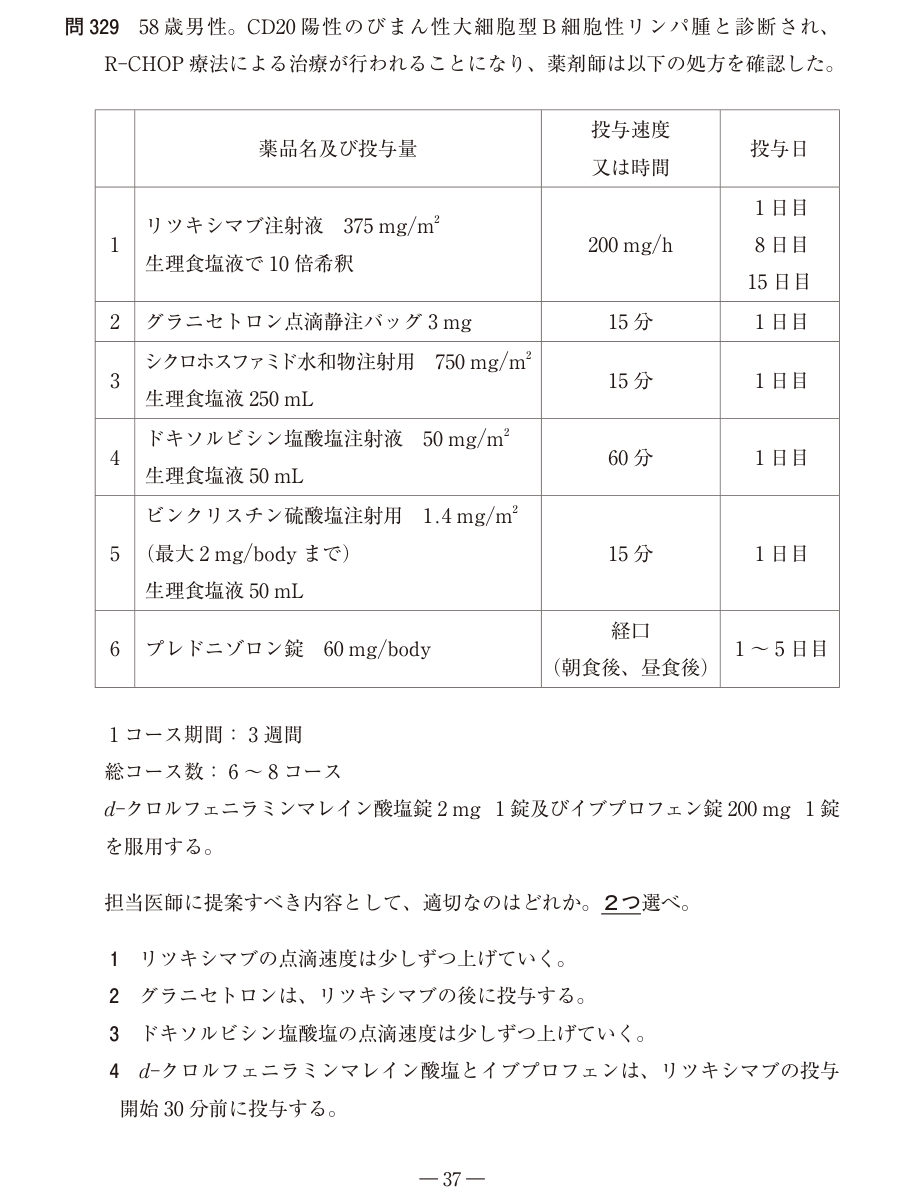 問329 58歳男性。CD20陽性のびまん性大細胞型B細胞性リンパ腫と診断され、
R-CHOP療法による治療が行われることになり、薬剤師は以下の処方を確認した。
薬品名及び投与量
投与速度
又は時間
投与日
1
リツキシマブ注射液 375 mg/m²
生理食塩液で10倍希釈
200 mg/h
1日目
8日目
15日目
2
グラニセトロン点滴静注バッグ3 mg
15分
1日目
3
シクロホスファミド水和物注射用 750 mg/m²
生理食塩液250 mL
15分
1日目
4
ドキソルビシン塩酸塩注射液 50 mg/m²
生理食塩液50 mL
60分
1日目
5
ビンクリスチン硫酸塩注射用 1.4 mg/m²
（最大2 mg/bodyまで）
生理食塩液50 mL
15分
1日目
6
プレドニゾロン錠 60 mg/body
経口
（朝食後、昼食後）
1～5日目
1コース期間：3週間
総コース数：6～8コース
d-クロルフェニラミンマレイン酸塩錠2 mg 1錠及びイブプロフェン錠200 mg 1錠
を服用する。
担当医師に提案すべき内容として、適切なのはどれか。2つ選べ。
1 リツキシマブの点滴速度は少しずつ上げていく。
2 グラニセトロンは、リツキシマブの後に投与する。
3 ドキソルビシン塩酸塩の点滴速度は少しずつ上げていく。
4 d-クロルフェニラミンマレイン酸塩とイブプロフェンは、リツキシマブの投与
開始30分前に投与する。
― 37 ―